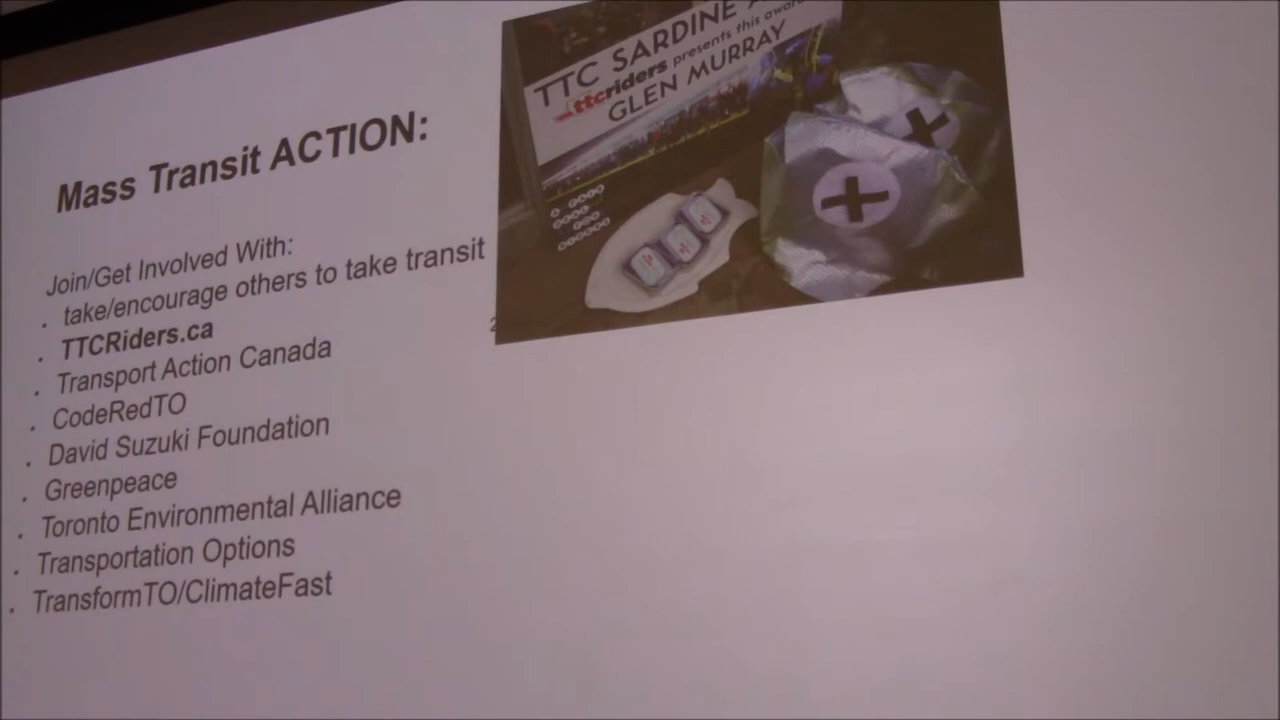 TTC SARDINE
ttcriders presents this award
GLEN MURRAY
Mass Transit ACTION:
Join/Get Involved With:
. take/encourage others to take transit
. TTCRiders.ca
. Transport Action Canada
. CodeRedTO
. David Suzuki Foundation
. Greenpeace
. Toronto Environmental Alliance
. Transportation Options
. TransformTO/ClimateFast